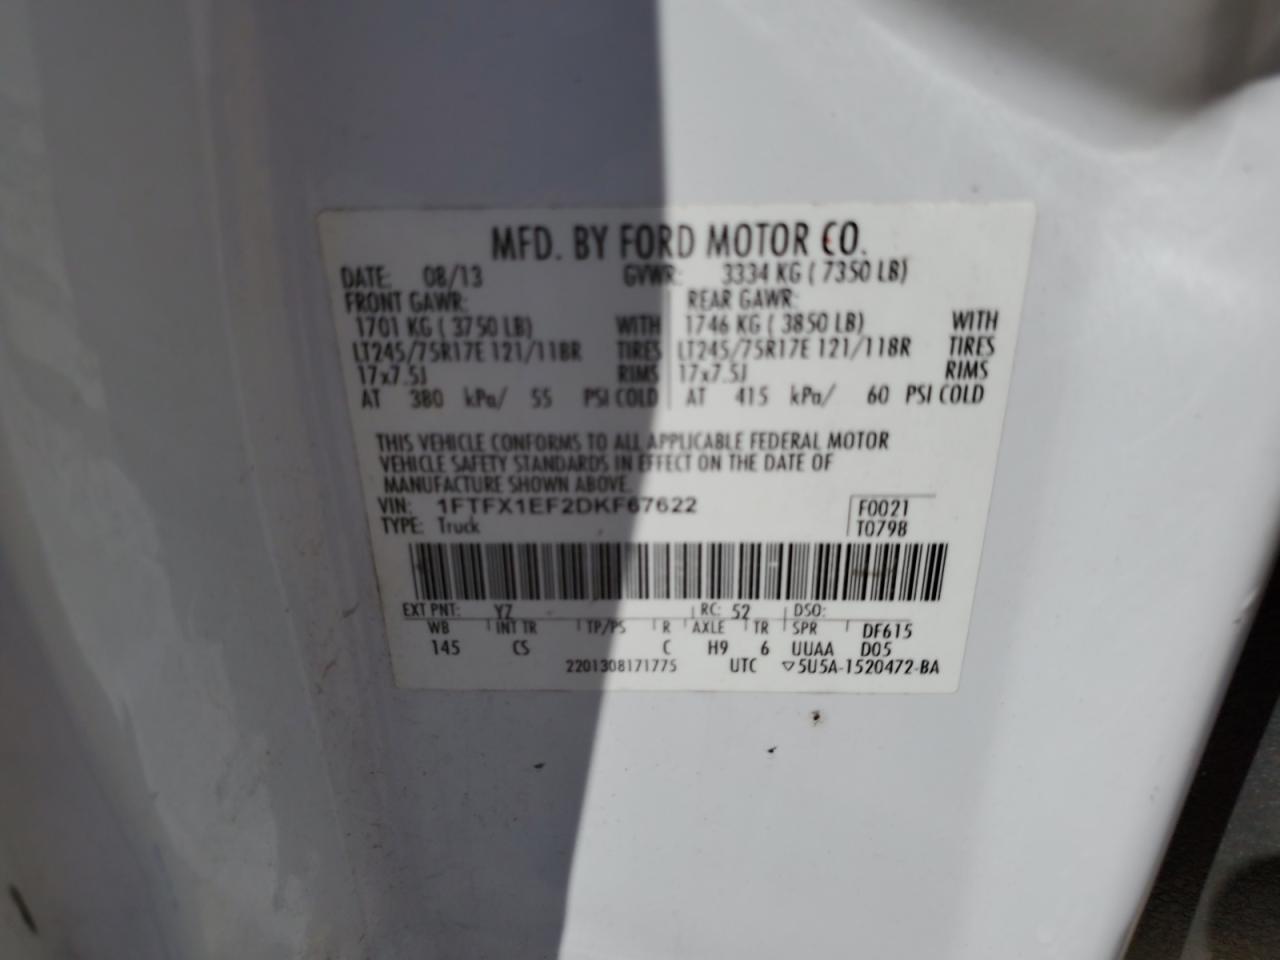 MFD. BY FORD MOTOR CO.
DATE: 08/13 GVWR: 3334 KG ( 7350 LB)
FRONT GAWR: REAR GAWR:
1701 KG ( 3750 LB) WITH 1746 KG ( 3850 LB) WITH
LT245/75R17E 121/118R TIRES LT245/75R17E 121/118R TIRES
17x7.5J RIMS 17x7.5J RIMS
AT 380 kPa/ 55 PSI COLD AT 415 kPa/ 60 PSI COLD
THIS VEHICLE CONFORMS TO ALL APPLICABLE FEDERAL MOTOR
VEHICLE SAFETY STANDARDS IN EFFECT ON THE DATE OF
MANUFACTURE SHOWN ABOVE.
VIN: 1FTFX1EF2DKF67622 F0021
TYPE: Truck T0798
EXT PNT: YZ RC: 52 DSO:
WB INT TR TP/PS R AXLE TR SPR DF615
145 CS C H9 6 UUAA D05
2201308171775 UTC ▽5U5A-1520472-BA